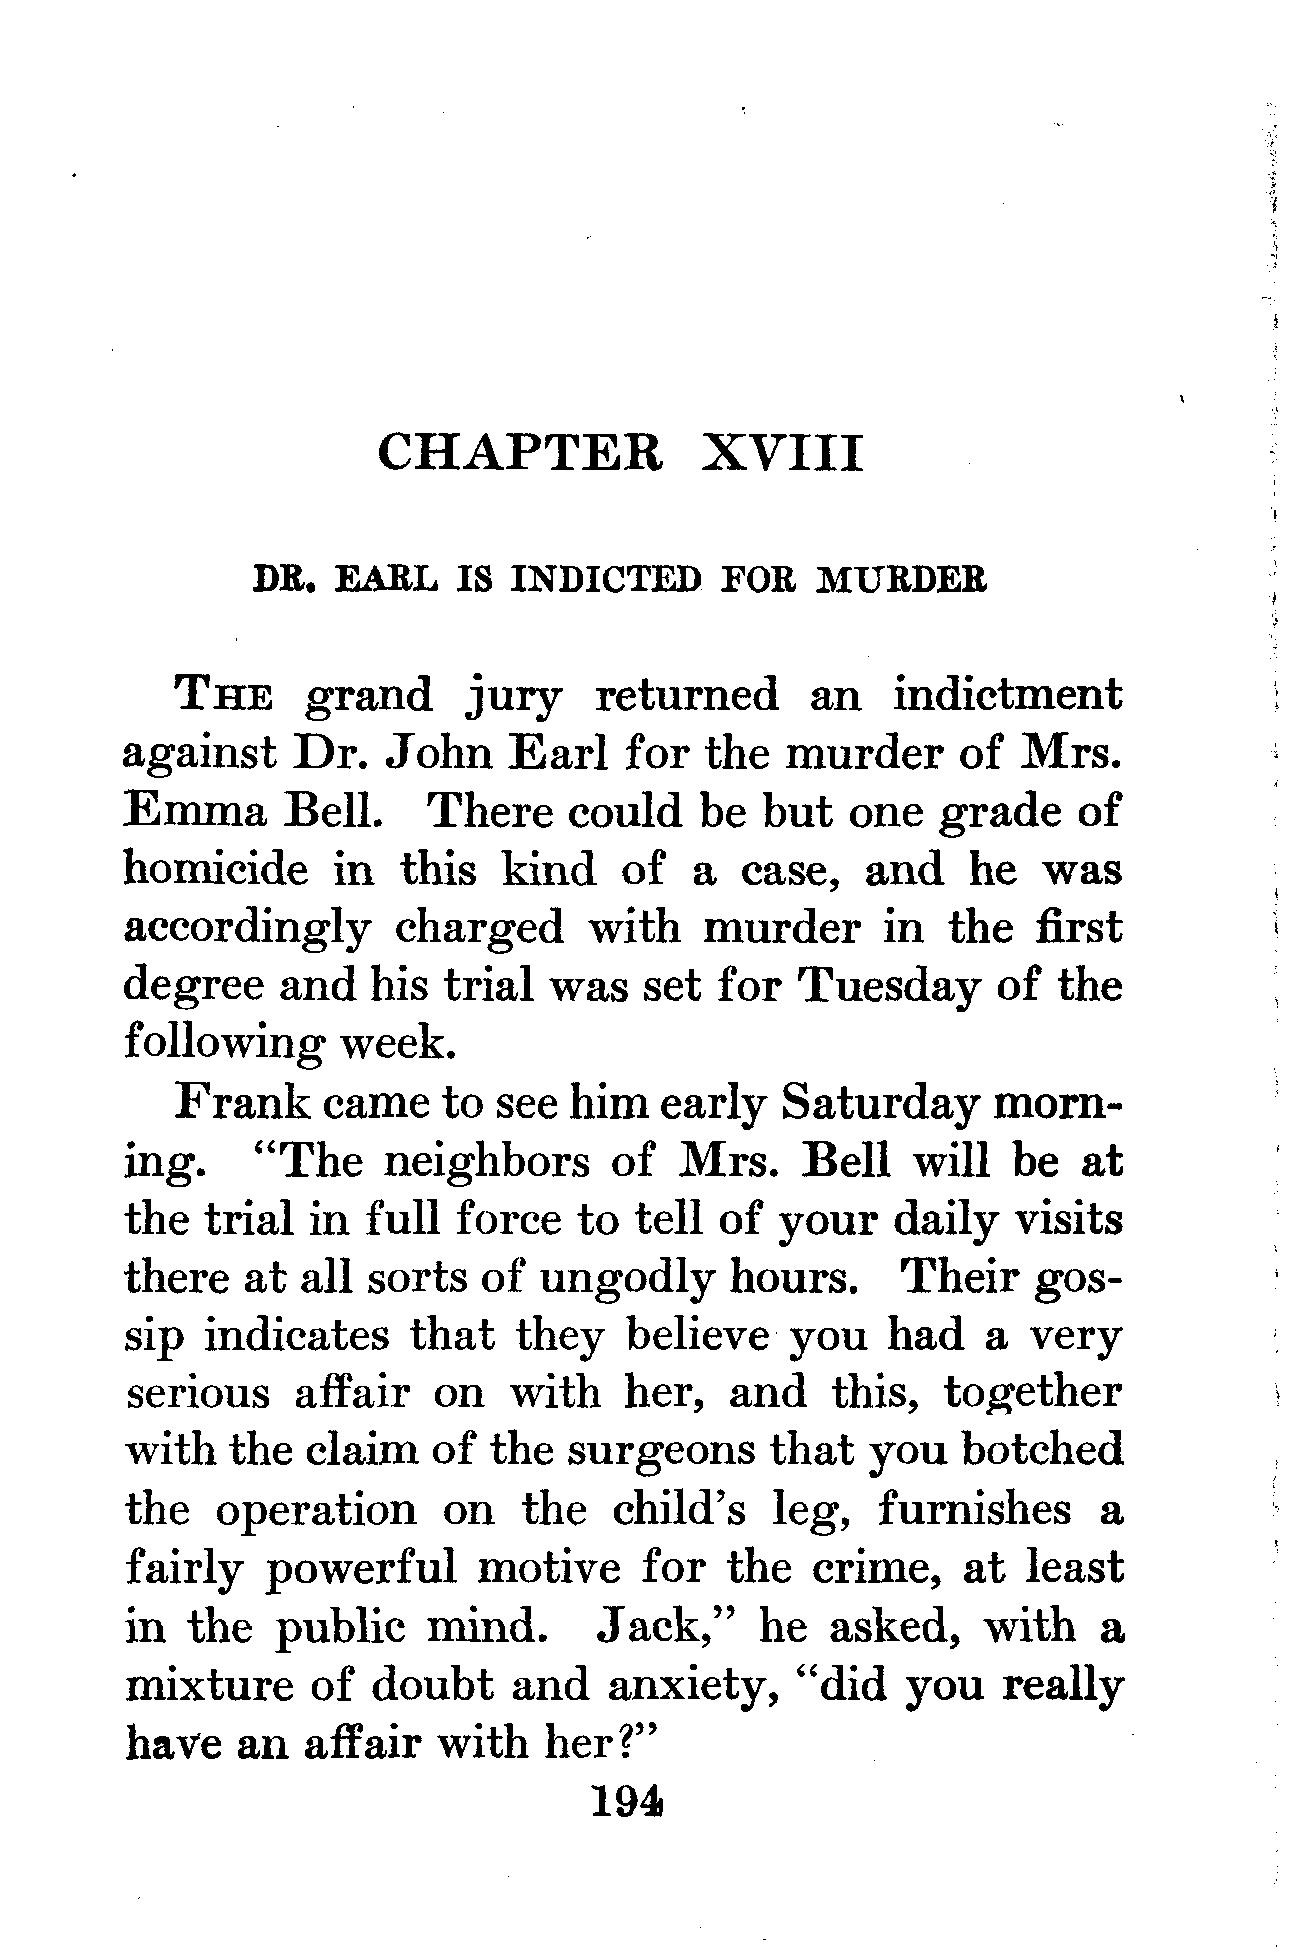 CHAPTER XVIII
DR. EARL IS INDICTED FOR MURDER
THE grand jury returned an indictment
against Dr. John Earl for the murder of Mrs.
Emma Bell. There could be but one grade of
homicide in this kind of a case, and he was
accordingly charged with murder in the first
degree and his trial was set for Tuesday of the
following week.
Frank came to see him early Saturday morn-
ing. “The neighbors of Mrs. Bell will be at
the trial in full force to tell of your daily visits
there at all sorts of ungodly hours. Their gos-
sip indicates that they believe you had a very
serious affair on with her, and this, together
with the claim of the surgeons that you botched
the operation on the child’s leg, furnishes a
fairly powerful motive for the crime, at least
in the public mind. Jack,” he asked, with a
mixture of doubt and anxiety, “did you really
have an affair with her?”
194